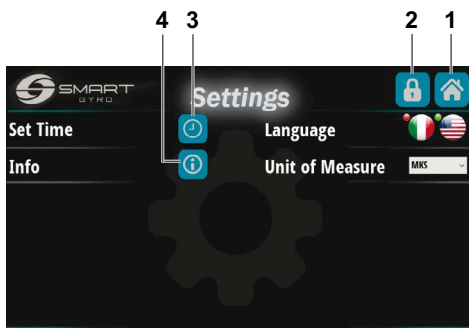 4 3 2 1
SMART
GYRO
Settings
Set Time
Language
Info
Unit of Measure
MKS